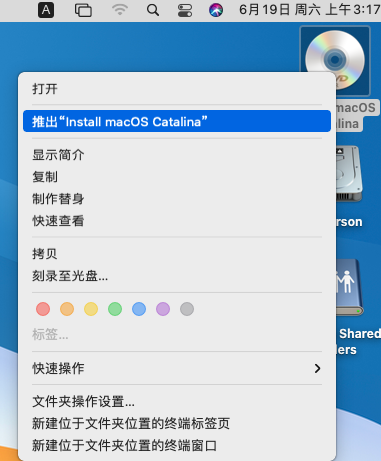 A
6月19日 周六 上午3:17
打开
推出“Install macOS Catalina”
macOS
lina
显示简介
复制
制作替身
快速查看
rson
拷贝
刻录至光盘...
标签...
Shared
lers
快速操作
文件夹操作设置...
新建位于文件夹位置的终端标签页
新建位于文件夹位置的终端窗口